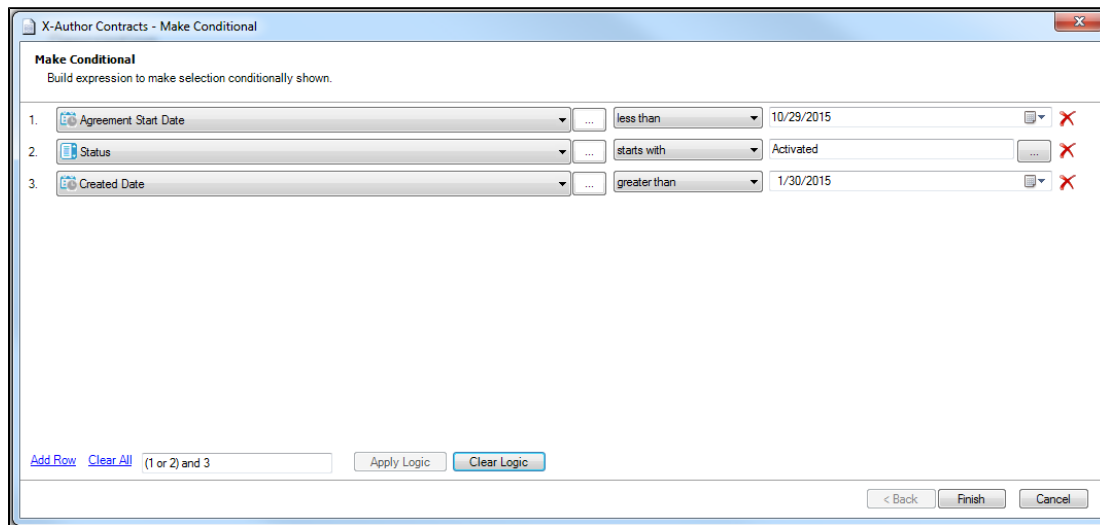 X-Author Contracts - Make Conditional
X
Make Conditional
Build expression to make selection conditionally shown.
1. Agreement Start Date ... less than 10/29/2015
2. Status ... starts with Activated ...
3. Created Date ... greater than 1/30/2015
Add Row Clear All (1 or 2) and 3 Apply Logic Clear Logic
< Back Finish Cancel